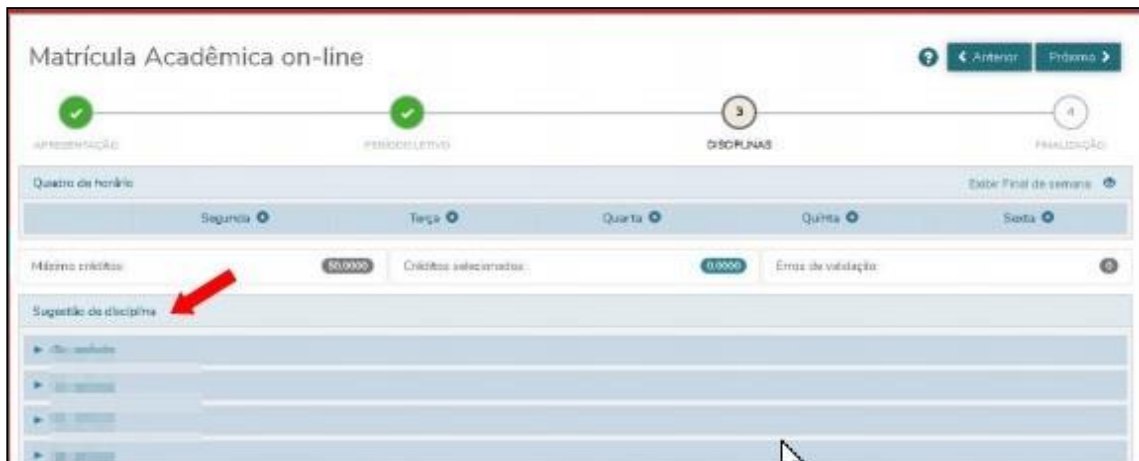 Matrícula Acadêmica on-line
Anterior Próximo
3 4
APRESENTAÇÃO PERÍODO LETIVO DISCIPLINAS FINALIZAÇÃO
Quadro de horário Exibir Final de semana
Segunda Terça Quarta Quinta Sexta
Máximo créditos 50.0000 Créditos selecionados 0.0000 Erros de validação 0
Sugestão de disciplina